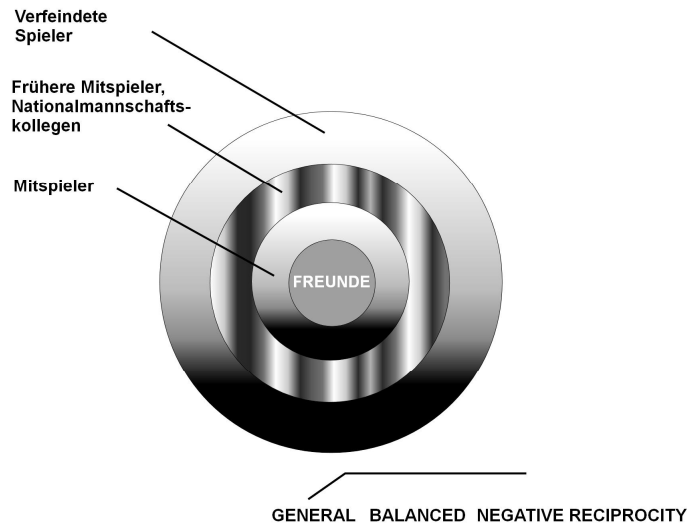 Verfeindete
Spieler
Frühere Mitspieler,
Nationalmannschafts-
kollegen
Mitspieler
FREUNDE
GENERAL BALANCED NEGATIVE RECIPROCITY